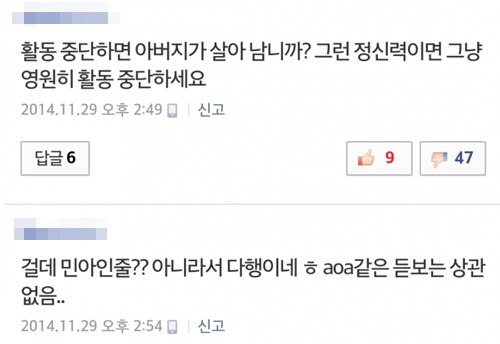 활동 중단하면 아버지가 살아 남니까? 그런 정신력이면 그냥
영원히 활동 중단하세요
2014.11.29 오후 2:49 | 신고
답글 6
9
47
걸데 민아인줄?? 아니라서 다행이네 ㅎ aoa같은 듣보는 상관
없음..
2014.11.29 오후 2:54 | 신고